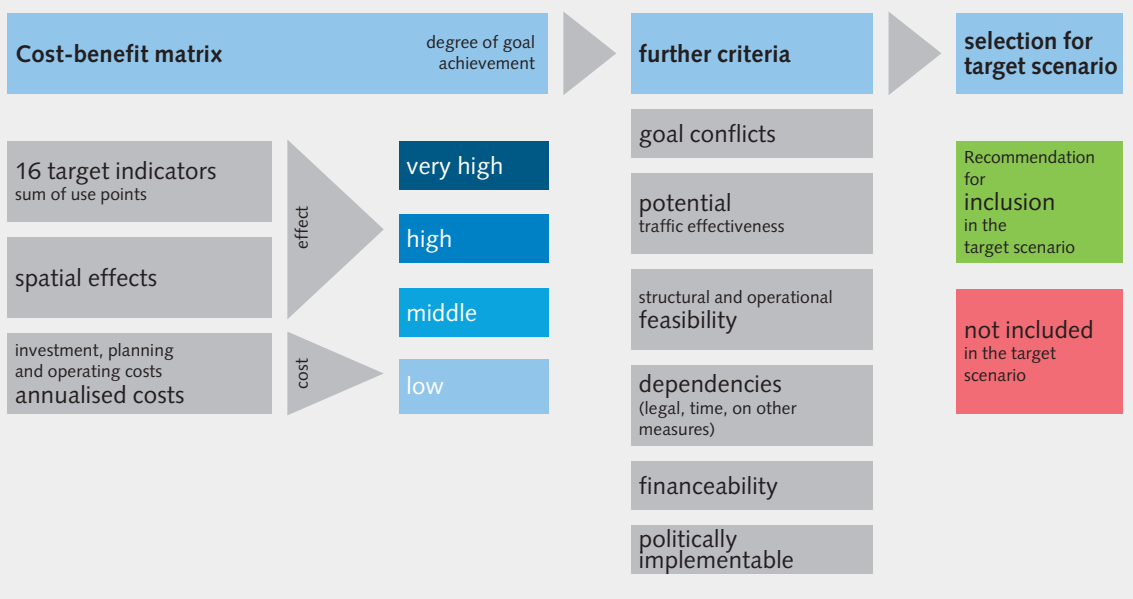 Cost-benefit matrix
degree of goal
achievement
further criteria
selection for
target scenario
16 target indicators
sum of use points
spatial effects
investment, planning
and operating costs
annualised costs
effect
cost
very high
high
middle
low
goal conflicts
potential
traffic effectiveness
structural and operational
feasibility
dependencies
(legal, time, on other
measures)
financeability
politically
implementable
Recommendation
for
inclusion
in the
target scenario
not included
in the target
scenario